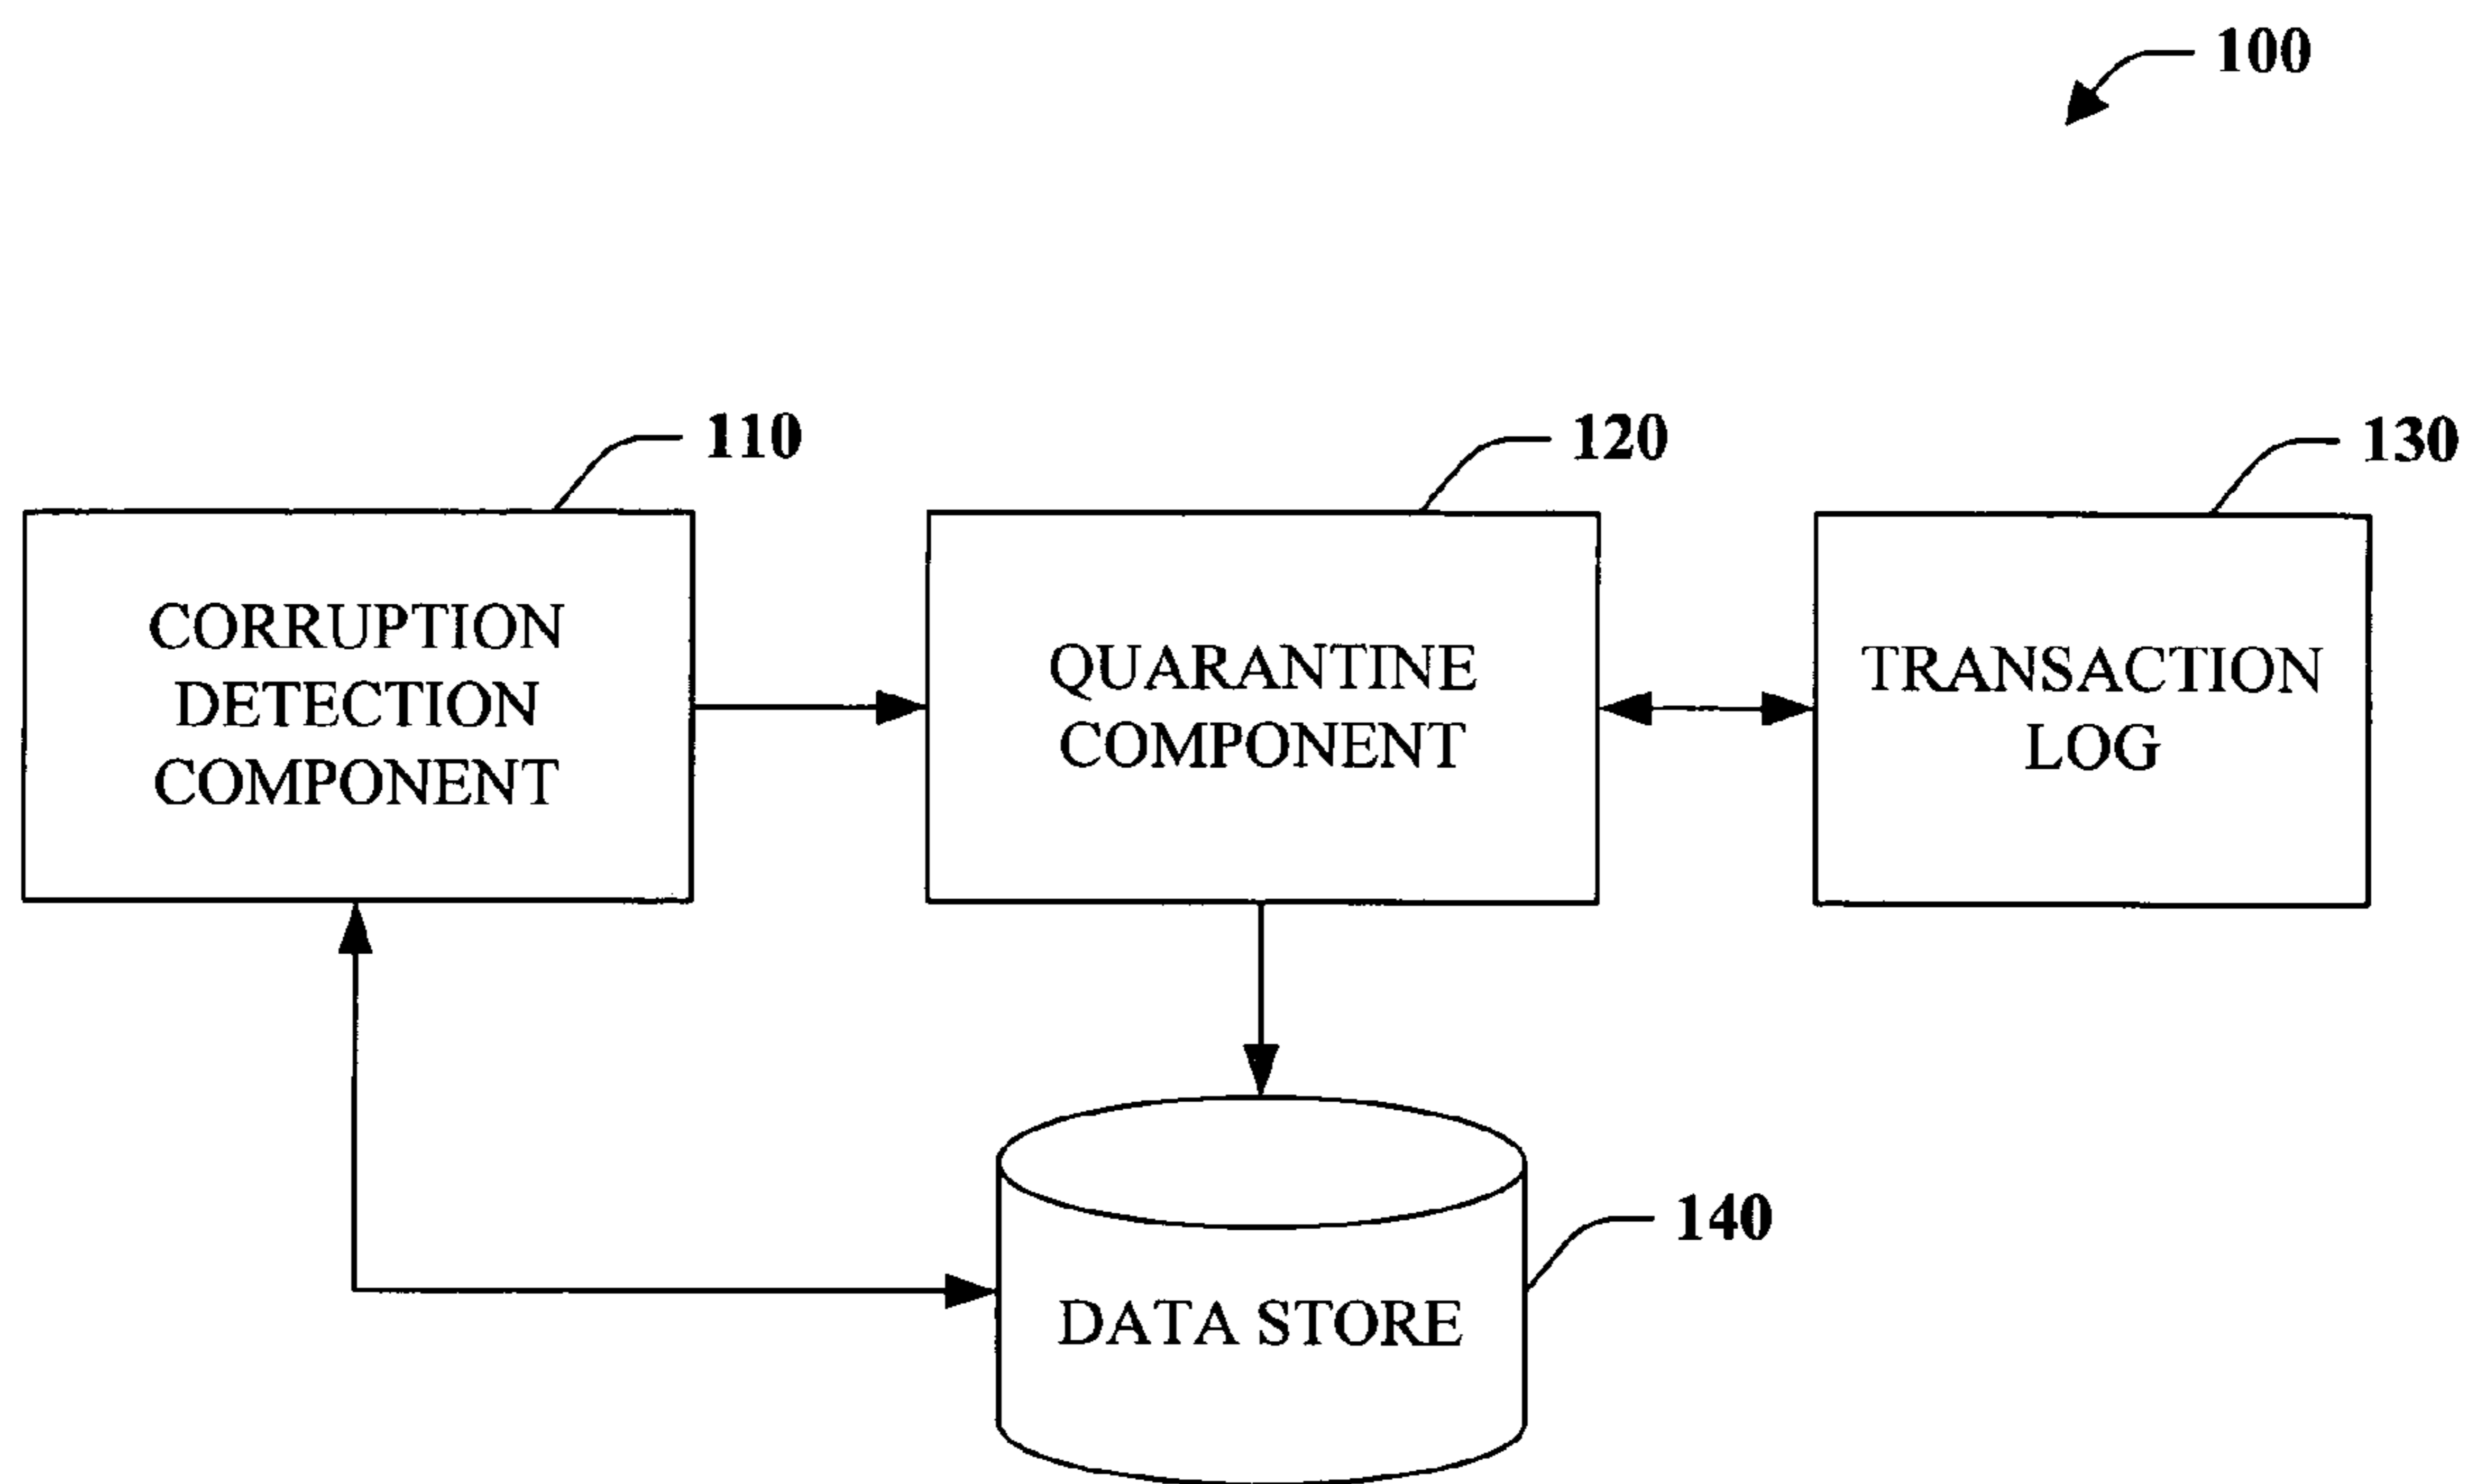 100
110
120
130
CORRUPTION
DETECTION
COMPONENT
QUARANTINE
COMPONENT
TRANSACTION
LOG
140
DATA STORE